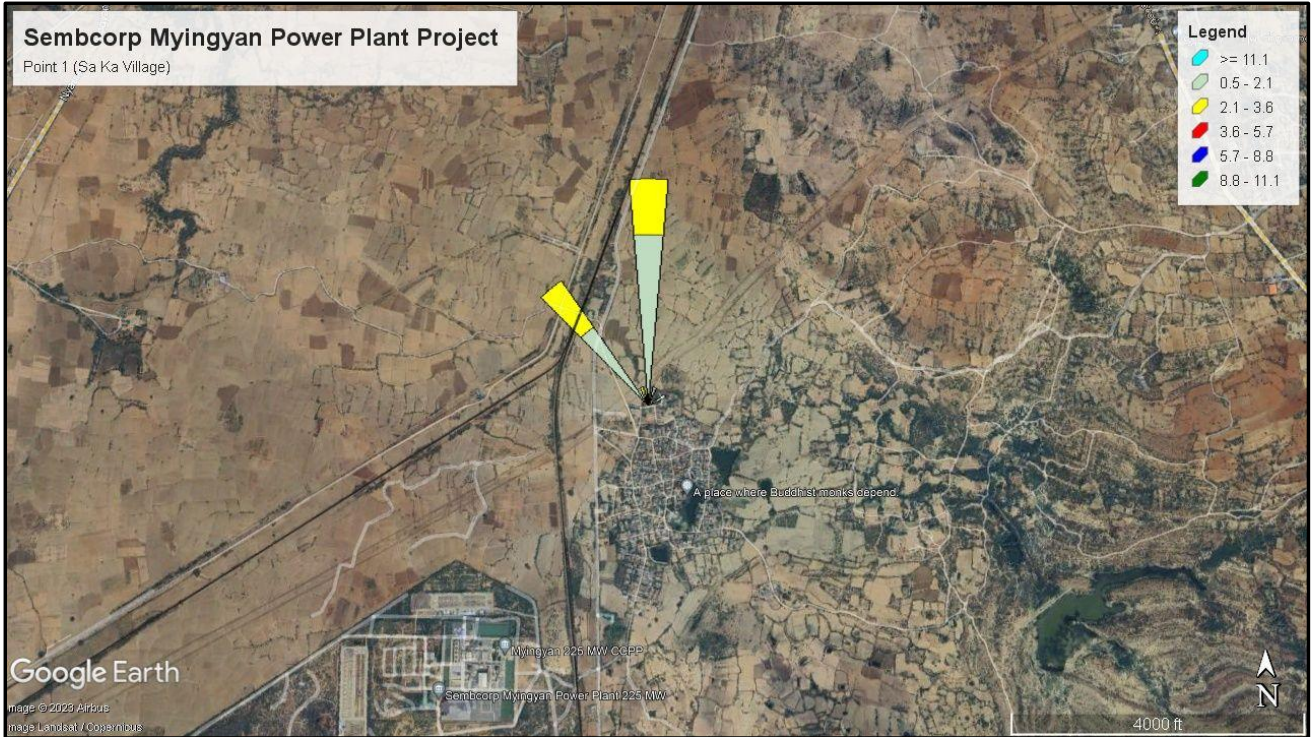 Sembcorp Myingyan Power Plant Project
Point 1 (Sa Ka Village)
Legend
>= 11.1
0.5 - 2.1
2.1 - 3.6
3.6 - 5.7
5.7 - 8.8
8.8 - 11.1
A place where Buddhist monks depend.
Myingyan 225 MW CCPP
Sembcorp Myingyan Power Plant 225 MW
Google Earth
mage © 2023 Airbus
mage Landsat / Copernicus
N
4000 ft